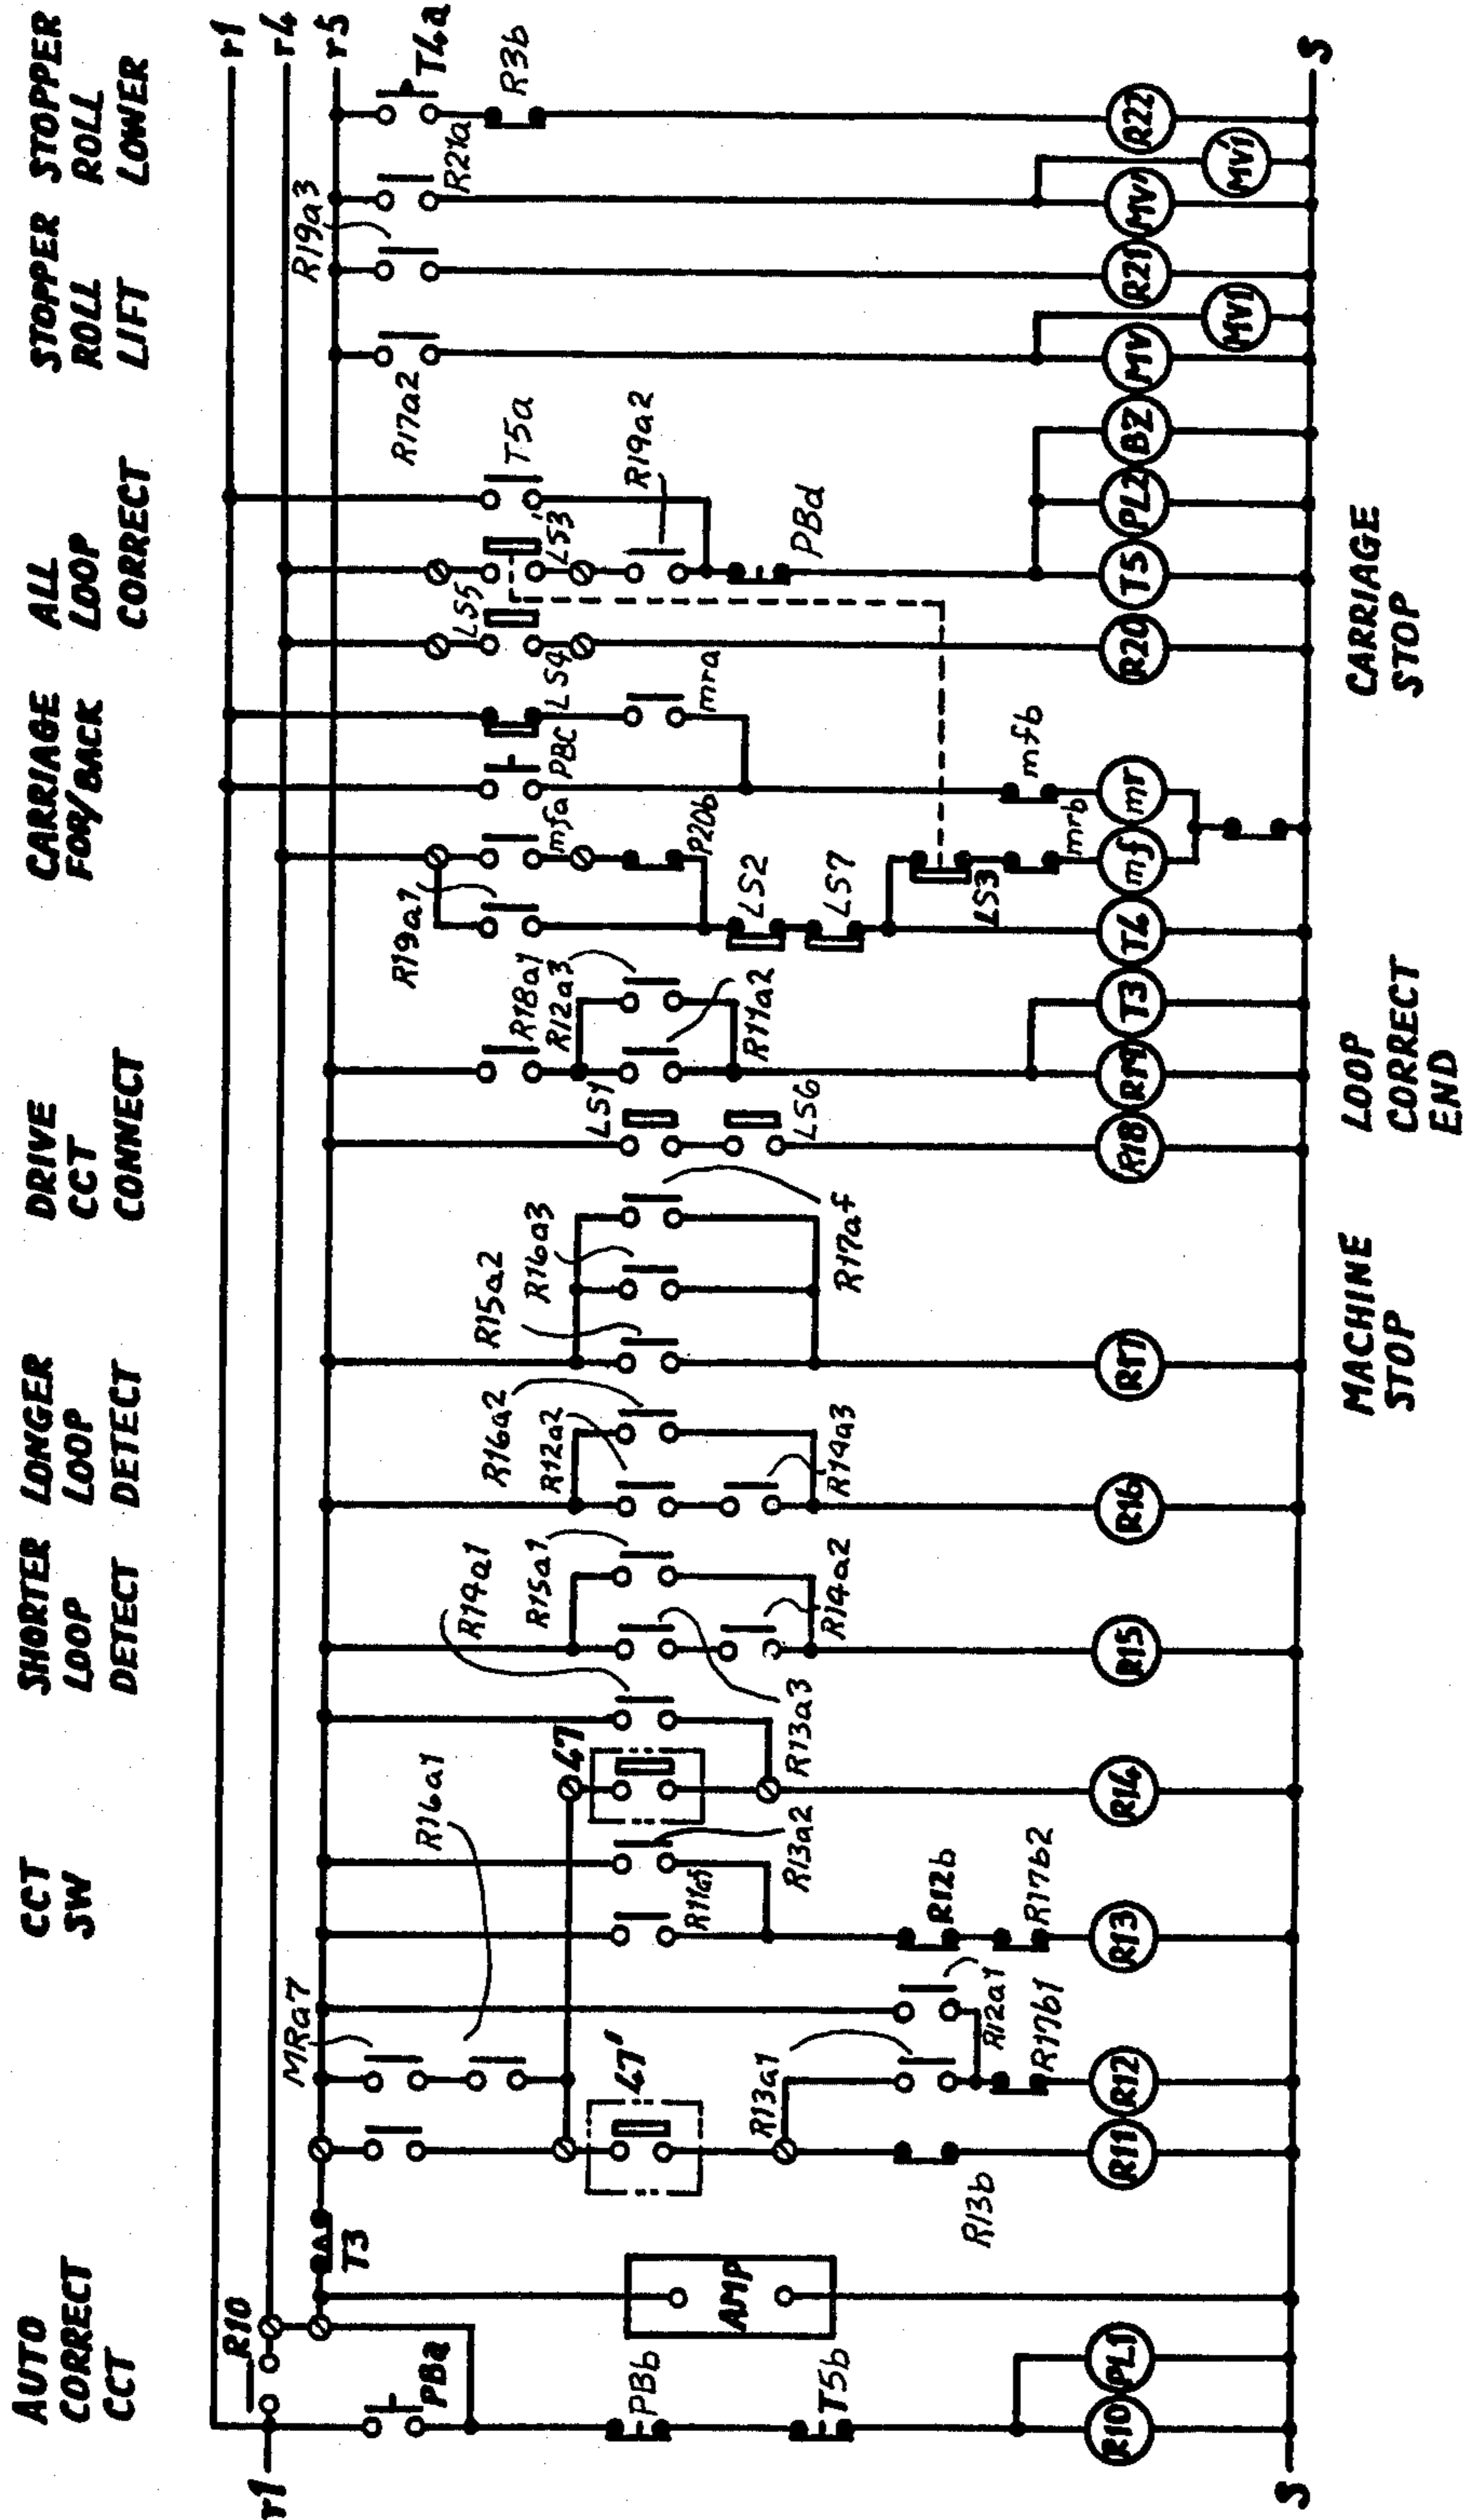 AUTO
CORRECT
CCT
CCT
SW
SHORTER
LOOP
DETECT
LONGER
LOOP
DETECT
DRIVE
CCT
CONNECT
CARRIAGE
FOR/BACK
ALL
LOOP
CORRECT
STOPPER
ROLL
LIFT
STOPPER
ROLL
LOWER
r1
r1
r4
r5
R10
PBa
PBb
T5b
T3
AMP
MRa7
R16a1
47'
R13a1
R13b
R12a1
R17b1
R13a2
R12b
R17b2
47
R14a1
R13a3
R15a1
R14a2
R16a2
R12a2
R14a3
R15a2
R16a3
LS1
LS6
R18a1
R12a3
R11a2
R19a1
LS2
LS7
mfa
LS3
mrb
PBC
mfb
LS4
mra
LS5
LS3'
R19a2
T5a
PBd
R17a2
R19a3
R21a
T4a
R3b
R10
PL1
R11
R12
R13
R14
R15
R16
R17
R18
R19
T3
T4
mf
mr
R20
T5
PL2
BZ
MV
MV1
R21
MV1
R22
S
S
MACHINE
STOP
LOOP
CORRECT
END
CARRIAGE
STOP